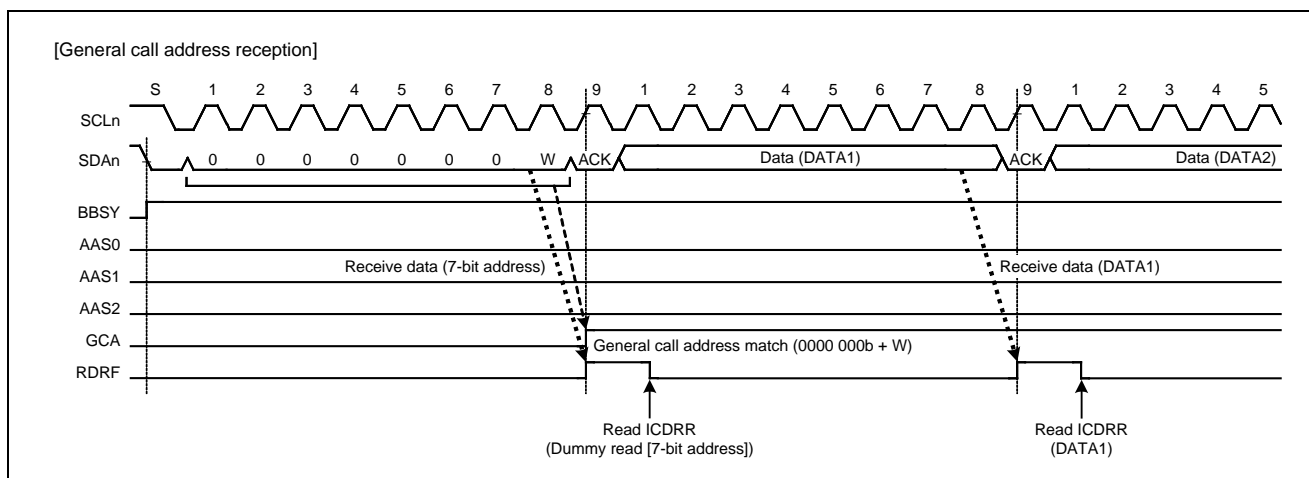 [General call address reception]
S 1 2 3 4 5 6 7 8 9 1 2 3 4 5 6 7 8 9 1 2 3 4 5
SCLn
SDAn 0 0 0 0 0 0 0 W ACK Data (DATA1) ACK Data (DATA2)
BBSY
AAS0
Receive data (7-bit address) Receive data (DATA1)
AAS1
AAS2
GCA General call address match (0000 000b + W)
RDRF
Read ICDRR Read ICDRR
(Dummy read [7-bit address]) (DATA1)